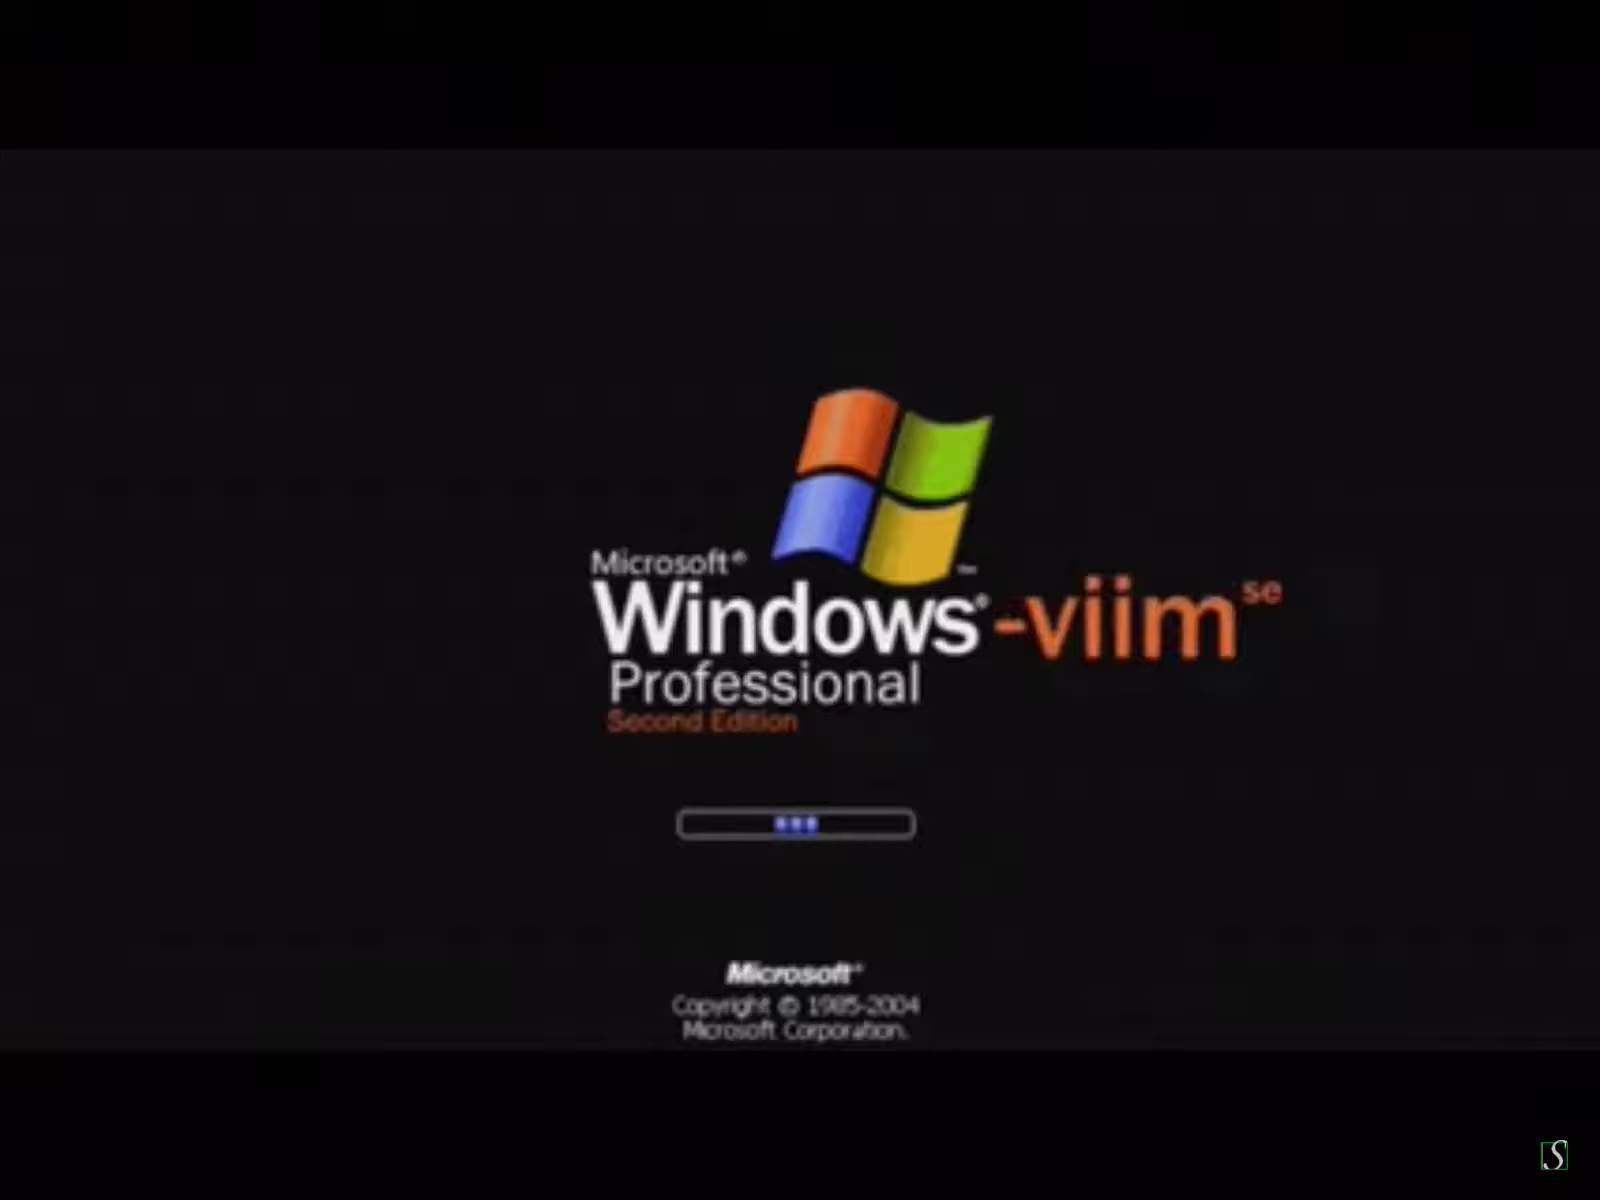 Microsoft®
Windows®-viim se
Professional
Second Edition
Microsoft®
Copyright © 1985-2004
Microsoft Corporation.
S